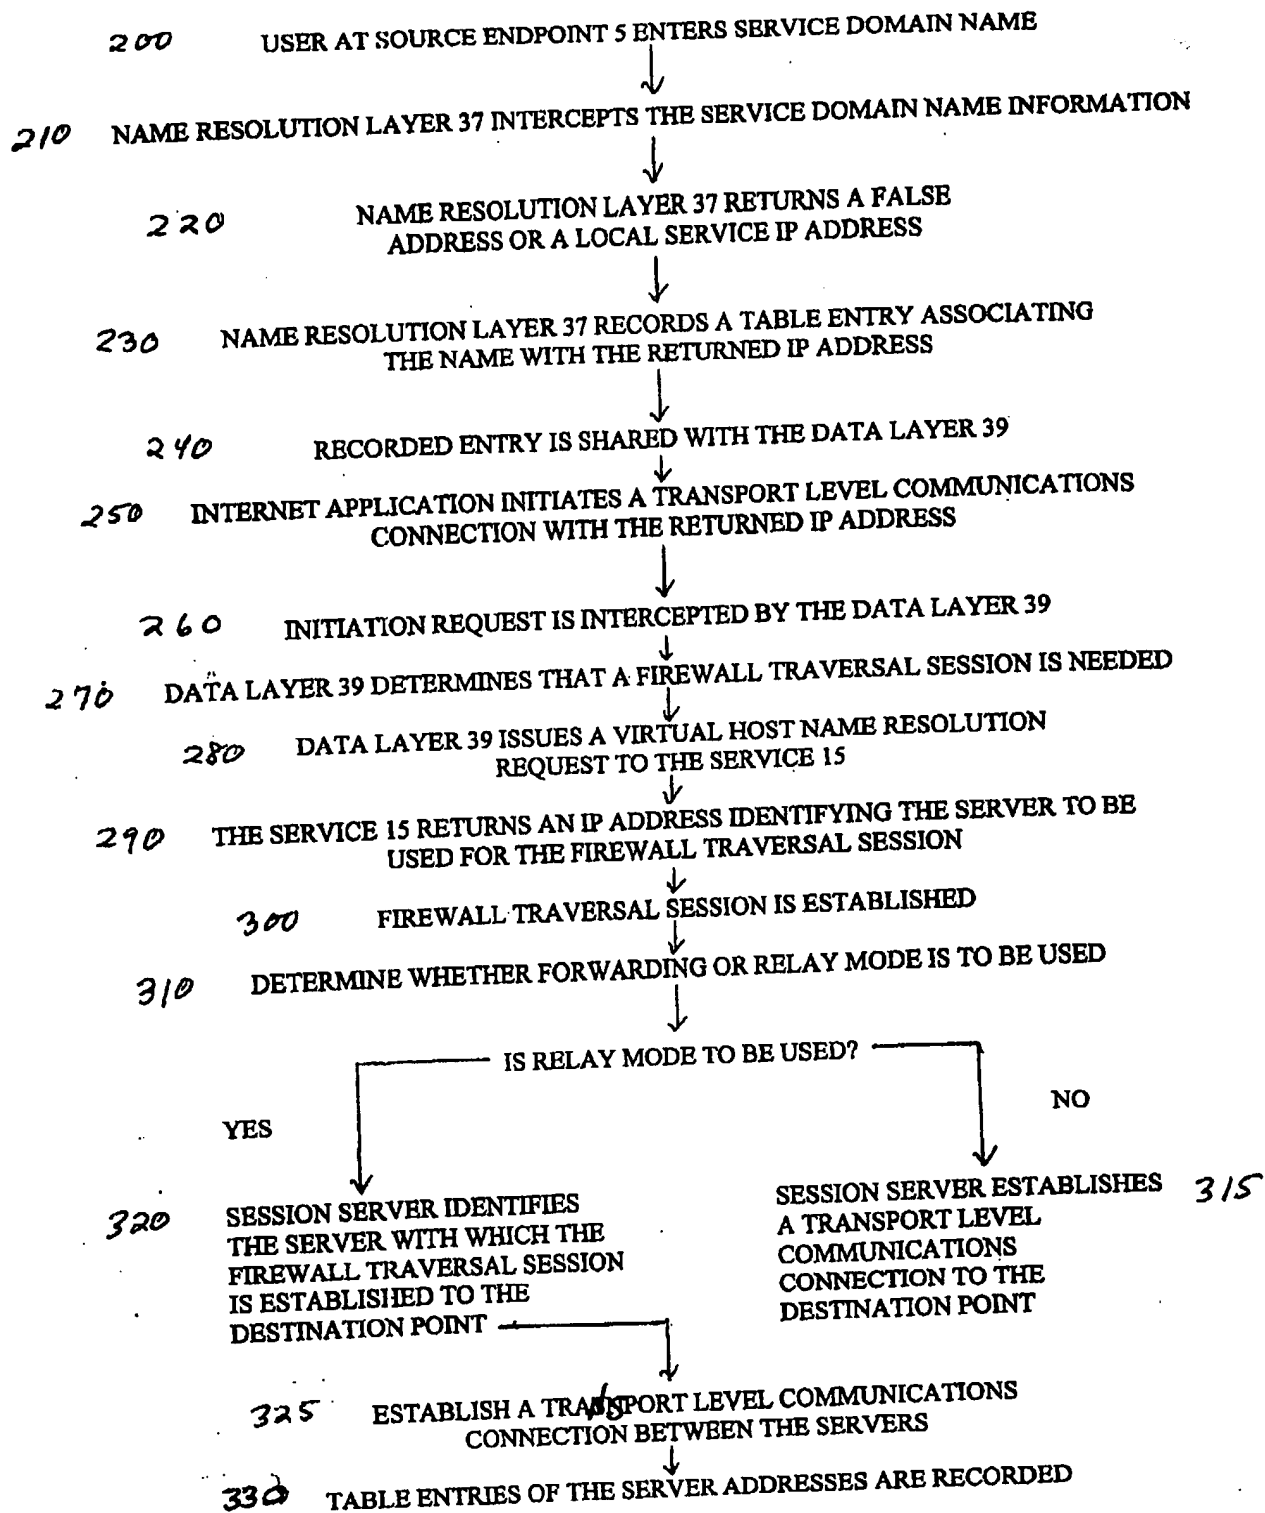 200 USER AT SOURCE ENDPOINT 5 ENTERS SERVICE DOMAIN NAME
210 NAME RESOLUTION LAYER 37 INTERCEPTS THE SERVICE DOMAIN NAME INFORMATION
220 NAME RESOLUTION LAYER 37 RETURNS A FALSE
ADDRESS OR A LOCAL SERVICE IP ADDRESS
230 NAME RESOLUTION LAYER 37 RECORDS A TABLE ENTRY ASSOCIATING
THE NAME WITH THE RETURNED IP ADDRESS
240 RECORDED ENTRY IS SHARED WITH THE DATA LAYER 39
250 INTERNET APPLICATION INITIATES A TRANSPORT LEVEL COMMUNICATIONS
CONNECTION WITH THE RETURNED IP ADDRESS
260 INITIATION REQUEST IS INTERCEPTED BY THE DATA LAYER 39
270 DATA LAYER 39 DETERMINES THAT A FIREWALL TRAVERSAL SESSION IS NEEDED
280 DATA LAYER 39 ISSUES A VIRTUAL HOST NAME RESOLUTION
REQUEST TO THE SERVICE 15
290 THE SERVICE 15 RETURNS AN IP ADDRESS IDENTIFYING THE SERVER TO BE
USED FOR THE FIREWALL TRAVERSAL SESSION
300 FIREWALL TRAVERSAL SESSION IS ESTABLISHED
310 DETERMINE WHETHER FORWARDING OR RELAY MODE IS TO BE USED
IS RELAY MODE TO BE USED?
YES
NO
320 SESSION SERVER IDENTIFIES
THE SERVER WITH WHICH THE
FIREWALL TRAVERSAL SESSION
IS ESTABLISHED TO THE
DESTINATION POINT
SESSION SERVER ESTABLISHES 315
A TRANSPORT LEVEL
COMMUNICATIONS
CONNECTION TO THE
DESTINATION POINT
325 ESTABLISH A TRANSPORT LEVEL COMMUNICATIONS
CONNECTION BETWEEN THE SERVERS
330 TABLE ENTRIES OF THE SERVER ADDRESSES ARE RECORDED